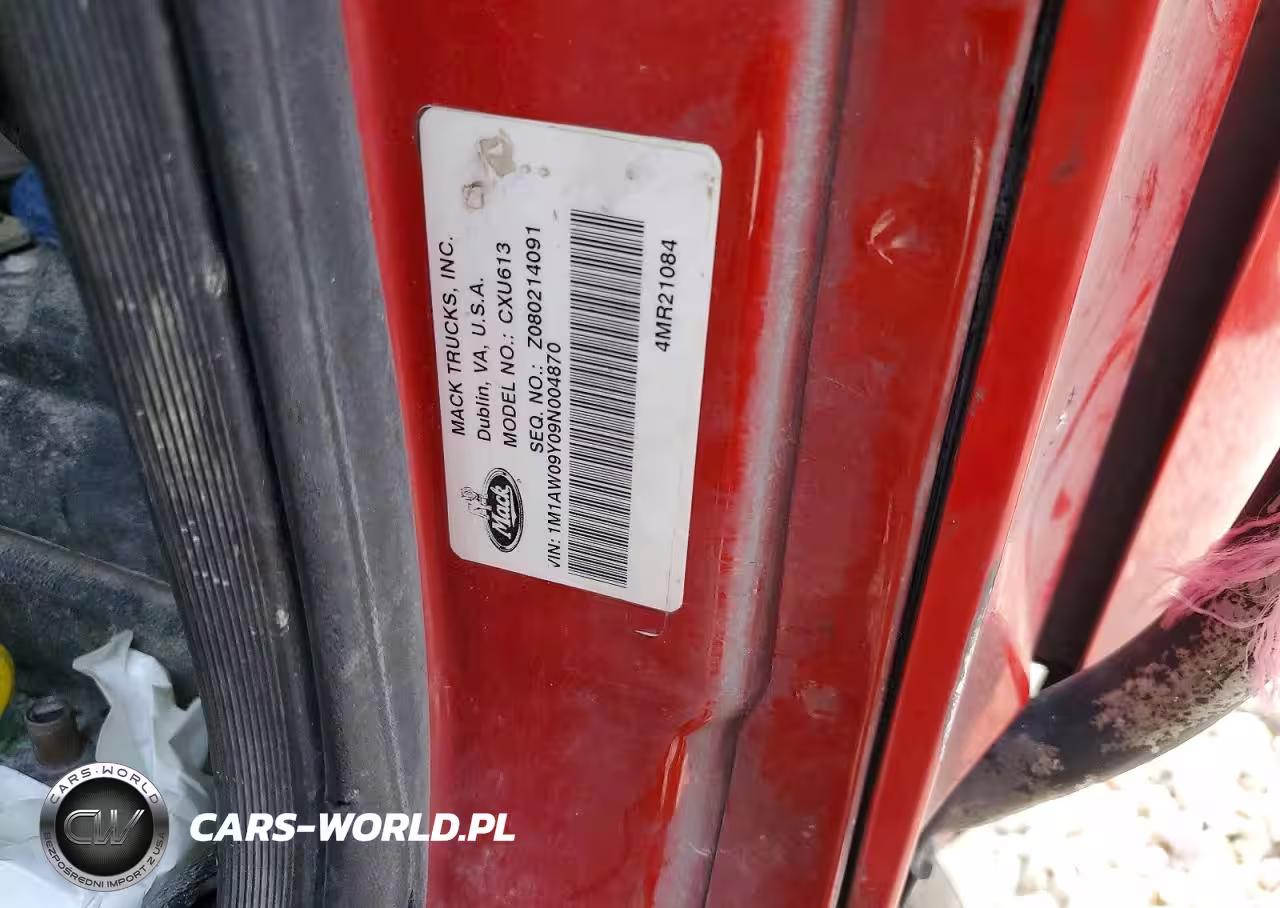 MACK TRUCKS, INC.
Dublin, VA, U.S.A.
MODEL NO.: CXU613
SEQ. NO.: Z080214091
Mack
VIN: 1M1AW09Y09N004870
4MR21084
CARS-WORLD
CW
BEZPOŚREDNI IMPORT Z USA
CARS-WORLD.PL